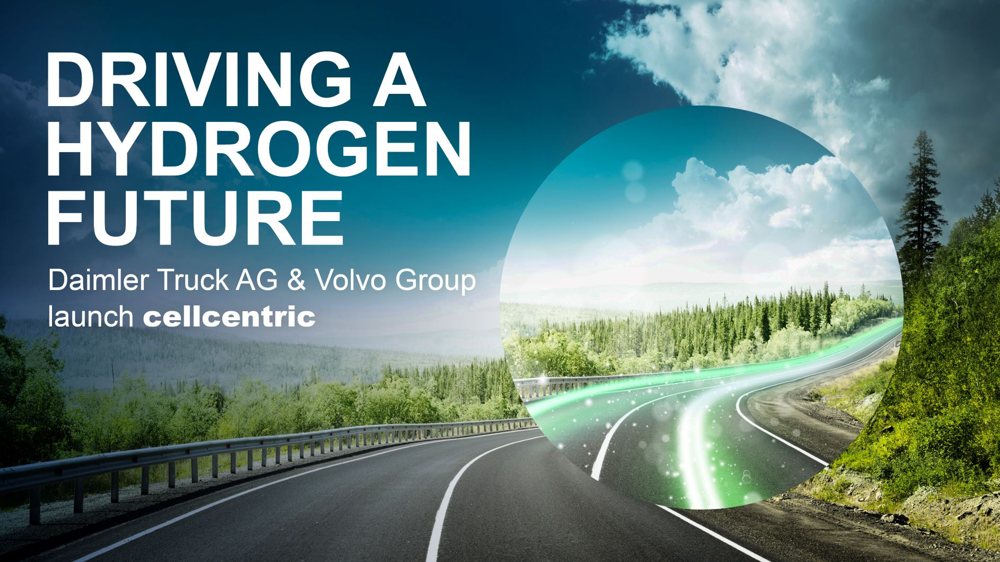 DRIVING A
HYDROGEN
FUTURE
Daimler Truck AG & Volvo Group
launch cellcentric